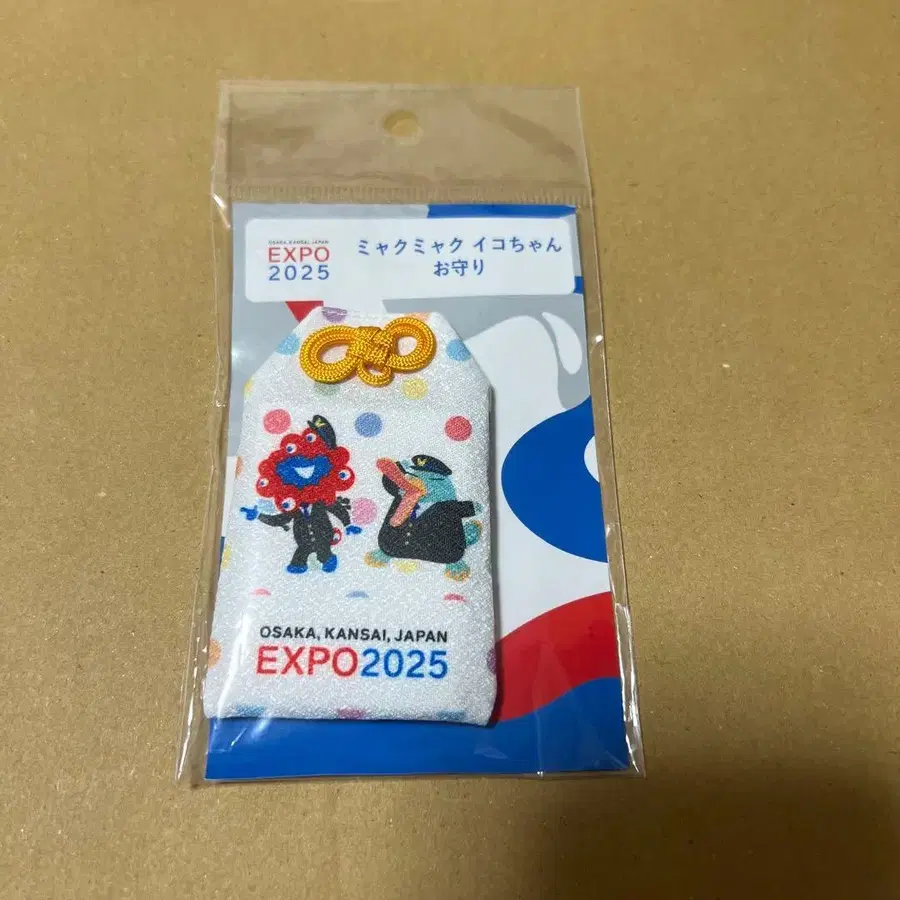 OSAKA, KANSAI, JAPAN
EXPO
2025
ミャクミャク イコちゃん
お守り
OSAKA, KANSAI, JAPAN
EXPO2025